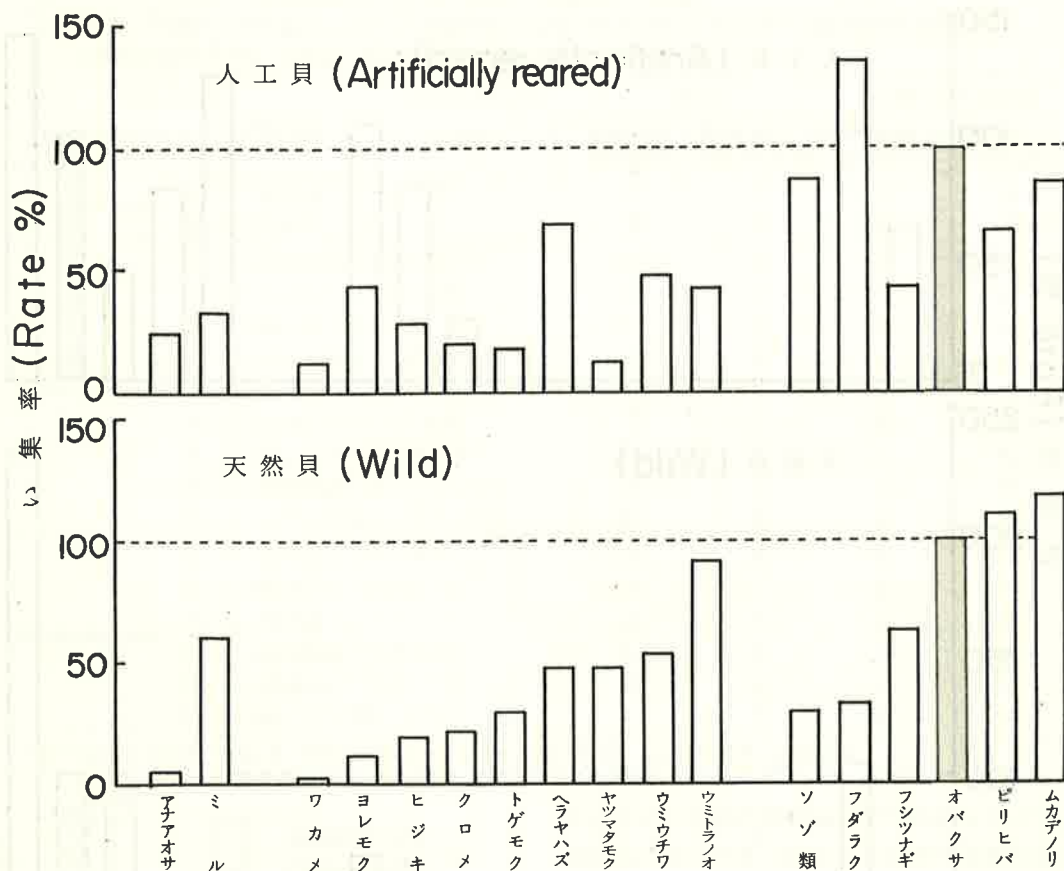 い集率 (Rate %)
150
100
50
0
人工貝 (Artificially reared)
150
100
50
0
天然貝 (Wild)
アナアオサ
ミル
ワカメ
ヨレモク
ヒジキ
クロメ
トゲモク
ヘラヤハズ
ヤツマタモク
ウミウチワ
ウミトラノオ
ソゾ類
フダラク
フシツナギ
オバクサ
ピリヒバ
ムカデノリ